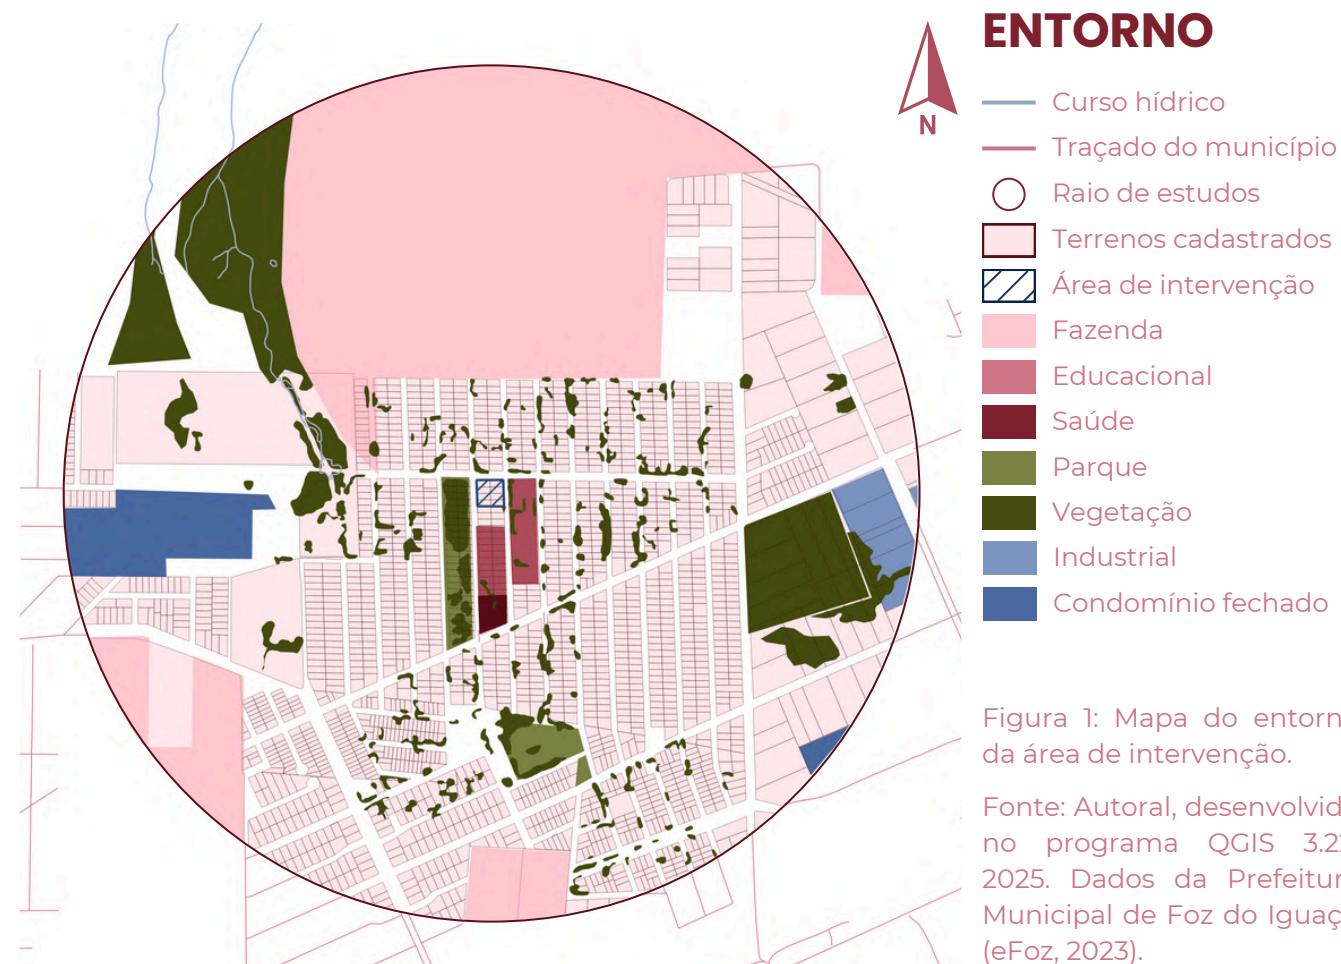 ENTORNO
N
Curso hídrico
Traçado do município
Raio de estudos
Terrenos cadastrados
Área de intervenção
Fazenda
Educacional
Saúde
Parque
Vegetação
Industrial
Condomínio fechado
Figura 1: Mapa do entorn
da área de intervenção.
Fonte: Autoral, desenvolvid
no programa QGIS 3.2
2025. Dados da Prefeitur
Municipal de Foz do Iguaç
(eFoz, 2023).